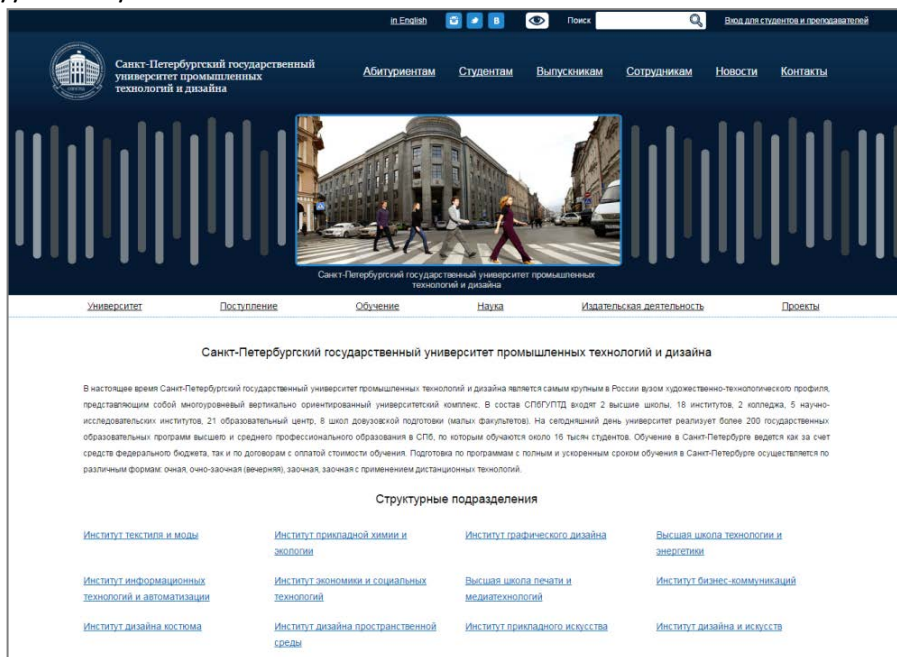 in English
В
Поиск
Вход для студентов и преподавателей
Санкт-Петербургский государственный
университет промышленных
технологий и дизайна
Абитуриентам Студентам Выпускникам Сотрудникам Новости Контакты
Санкт-Петербургский государственный университет промышленных
технологий и дизайна
Университет Поступление Обучение Наука Издательская деятельность Проекты
Санкт-Петербургский государственный университет промышленных технологий и дизайна
В настоящее время Санкт-Петербургский государственный университет промышленных технологий и дизайна является самым крупным в России вузом художественно-технологического профиля,
представляющим собой многоуровневый вертикально ориентированный университетский комплекс. В состав СПбГУПТД входят 2 высшие школы, 18 институтов, 2 колледжа, 5 научно-
исследовательских институтов, 21 образовательный центр, 8 школ довузовской подготовки (малых факультетов). На сегодняшний день университет реализует более 200 государственных
образовательных программ высшего и среднего профессионального образования в СПб, по которым обучаются около 16 тысяч студентов. Обучение в Санкт-Петербурге ведется как за счет
средств федерального бюджета, так и по договорам с оплатой стоимости обучения. Подготовка по программам с полным и ускоренным сроком обучения в Санкт-Петербурге осуществляется по
различным формам: очная, очно-заочная (вечерняя), заочная, заочная с применением дистанционных технологий.
Структурные подразделения
Институт текстиля и моды
Институт прикладной химии и
экологии
Институт графического дизайна
Высшая школа технологии и
энергетики
Институт информационных
технологий и автоматизации
Институт экономики и социальных
технологий
Высшая школа печати и
медиатехнологий
Институт бизнес-коммуникаций
Институт дизайна костюма
Институт дизайна пространственной
среды
Институт прикладного искусства
Институт дизайна и искусств